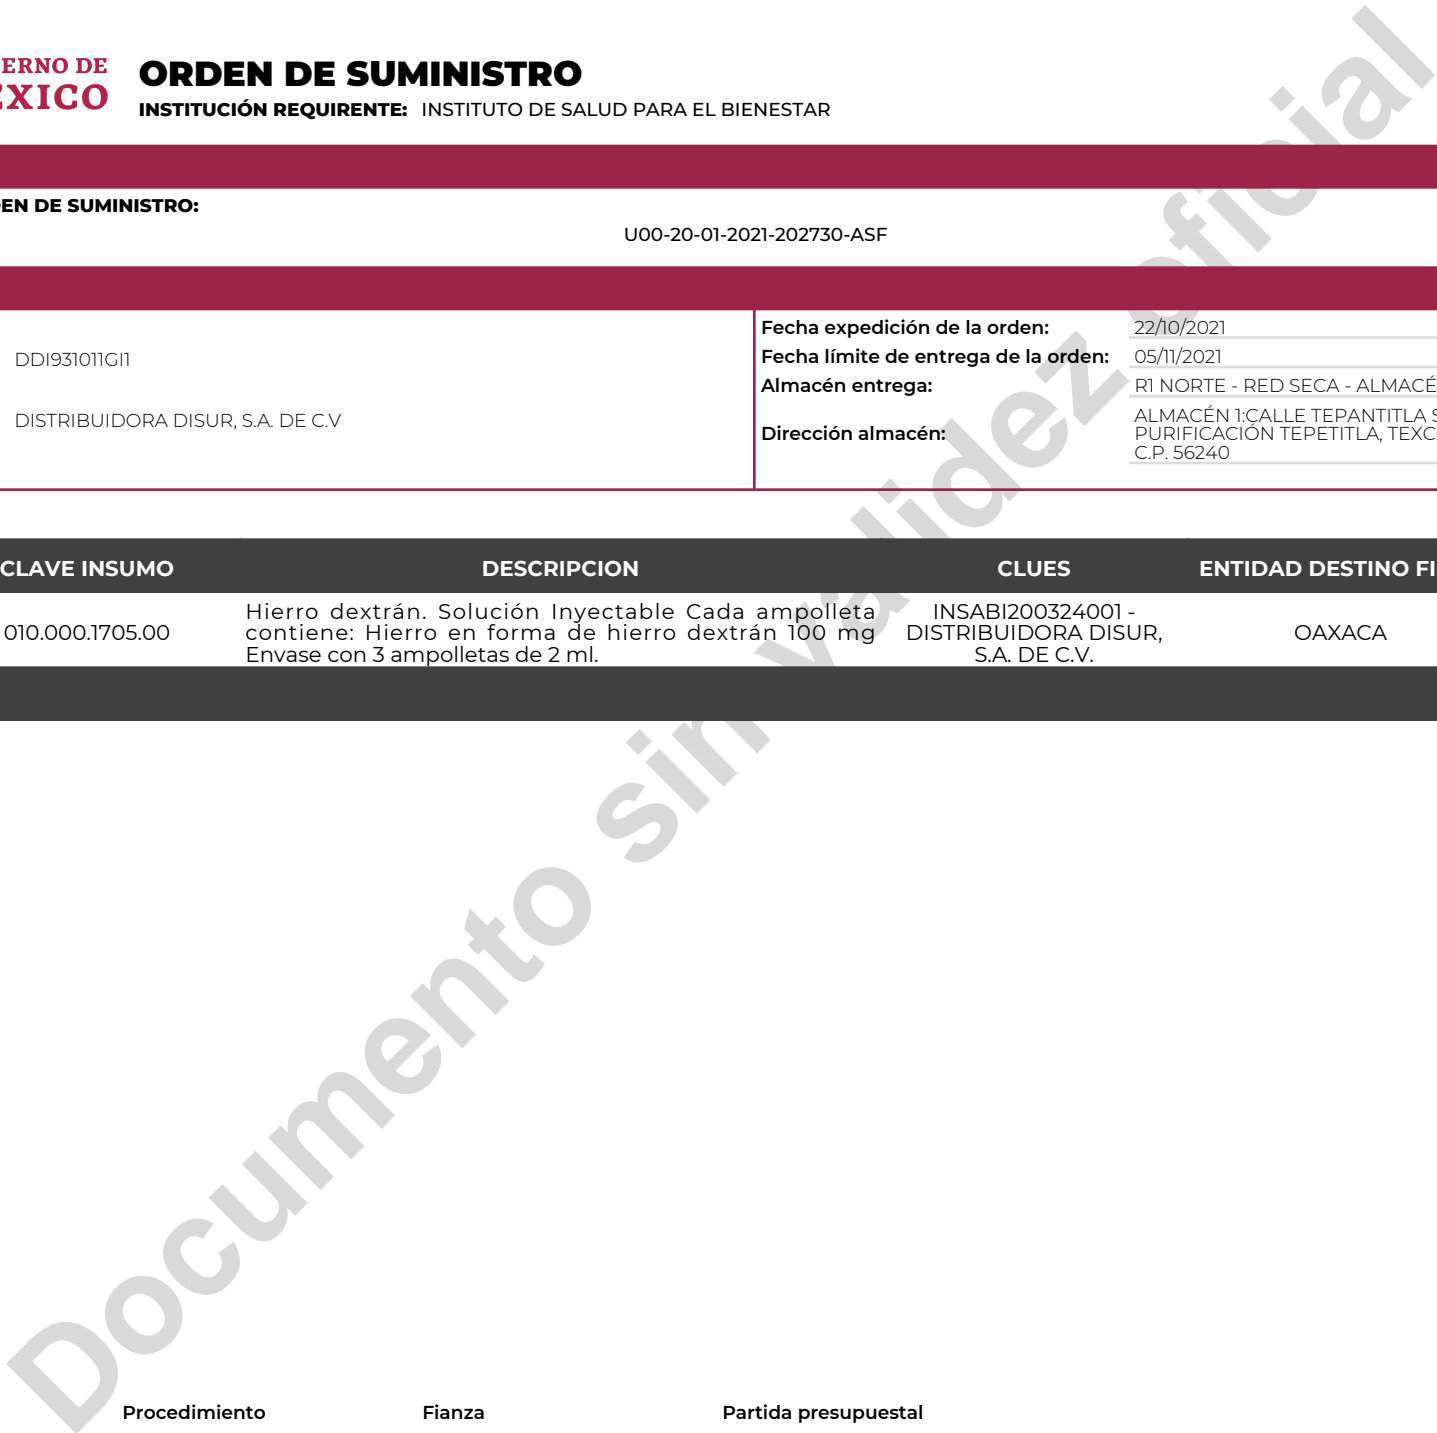 ERNO DE
EXICO
ORDEN DE SUMINISTRO
INSTITUCIÓN REQUIRENTE: INSTITUTO DE SALUD PARA EL BIENESTAR
EN DE SUMINISTRO:
U00-20-01-2021-202730-ASF
DDI931011GI1
DISTRIBUIDORA DISUR, S.A. DE C.V
Fecha expedición de la orden: 22/10/2021
Fecha límite de entrega de la orden: 05/11/2021
Almacén entrega: R1 NORTE - RED SECA - ALMACÉ
Dirección almacén:
ALMACÉN 1:CALLE TEPANTITLA S
PURIFICACIÓN TEPETITLA, TEXC
C.P. 56240
CLAVE INSUMO DESCRIPCION CLUES ENTIDAD DESTINO FI
010.000.1705.00
Hierro dextrán. Solución Inyectable Cada ampolleta
contiene: Hierro en forma de hierro dextrán 100 mg
Envase con 3 ampolletas de 2 ml.
INSABI200324001 -
DISTRIBUIDORA DISUR,
S.A. DE C.V.
OAXACA
Documento sin validez oficial
Procedimiento Fianza Partida presupuestal